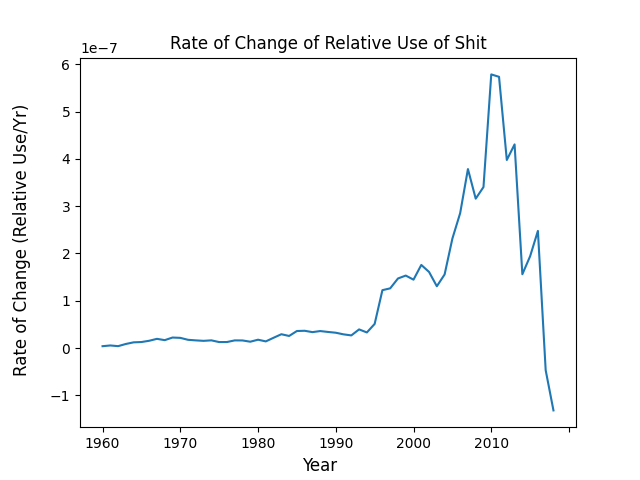 Rate of Change of Relative Use of Shit
1e−7
6
5
4
3
2
1
0
−1
Rate of Change (Relative Use/Yr)
1960 1970 1980 1990 2000 2010
Year